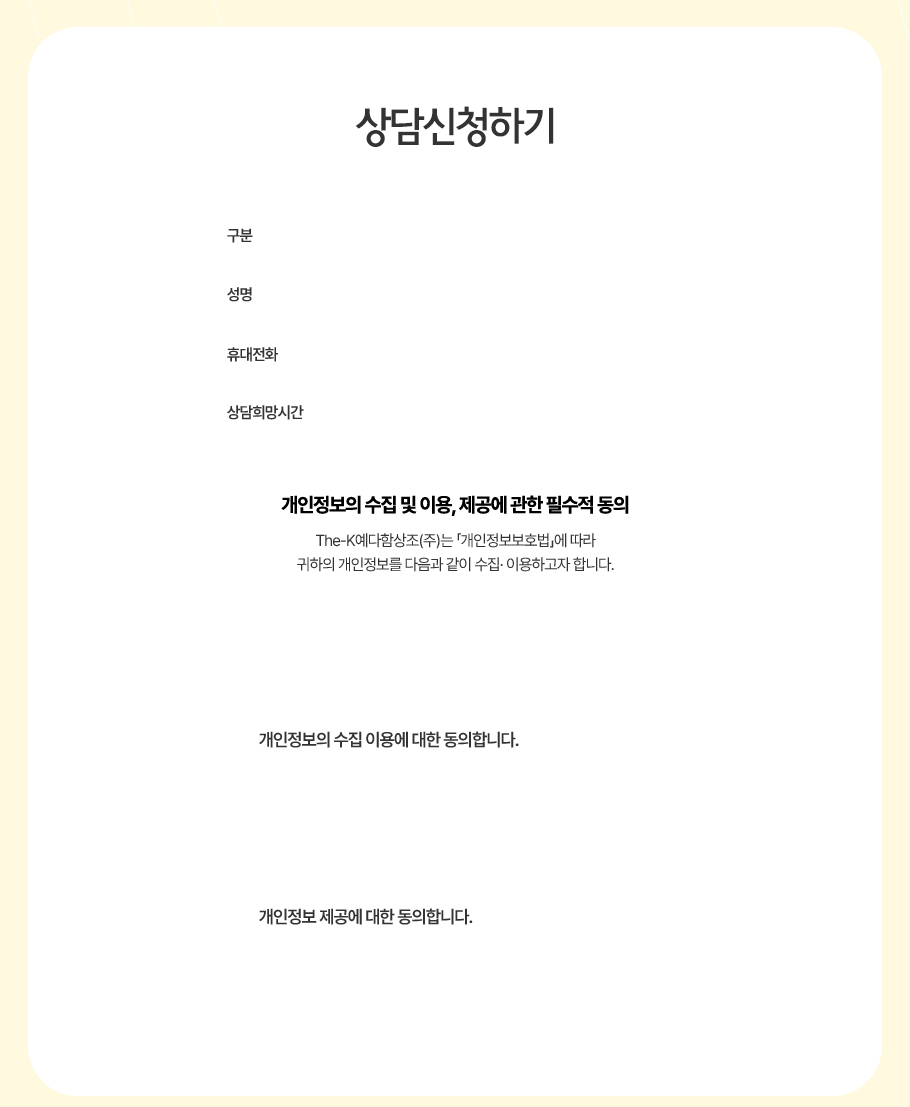 상담신청하기
구분
성명
휴대전화
상담희망시간
개인정보의 수집 및 이용, 제공에 관한 필수적 동의
The-K예다함상조(주)는 「개인정보보호법」에 따라
귀하의 개인정보를 다음과 같이 수집· 이용하고자 합니다.
개인정보의 수집 이용에 대한 동의합니다.
개인정보 제공에 대한 동의합니다.